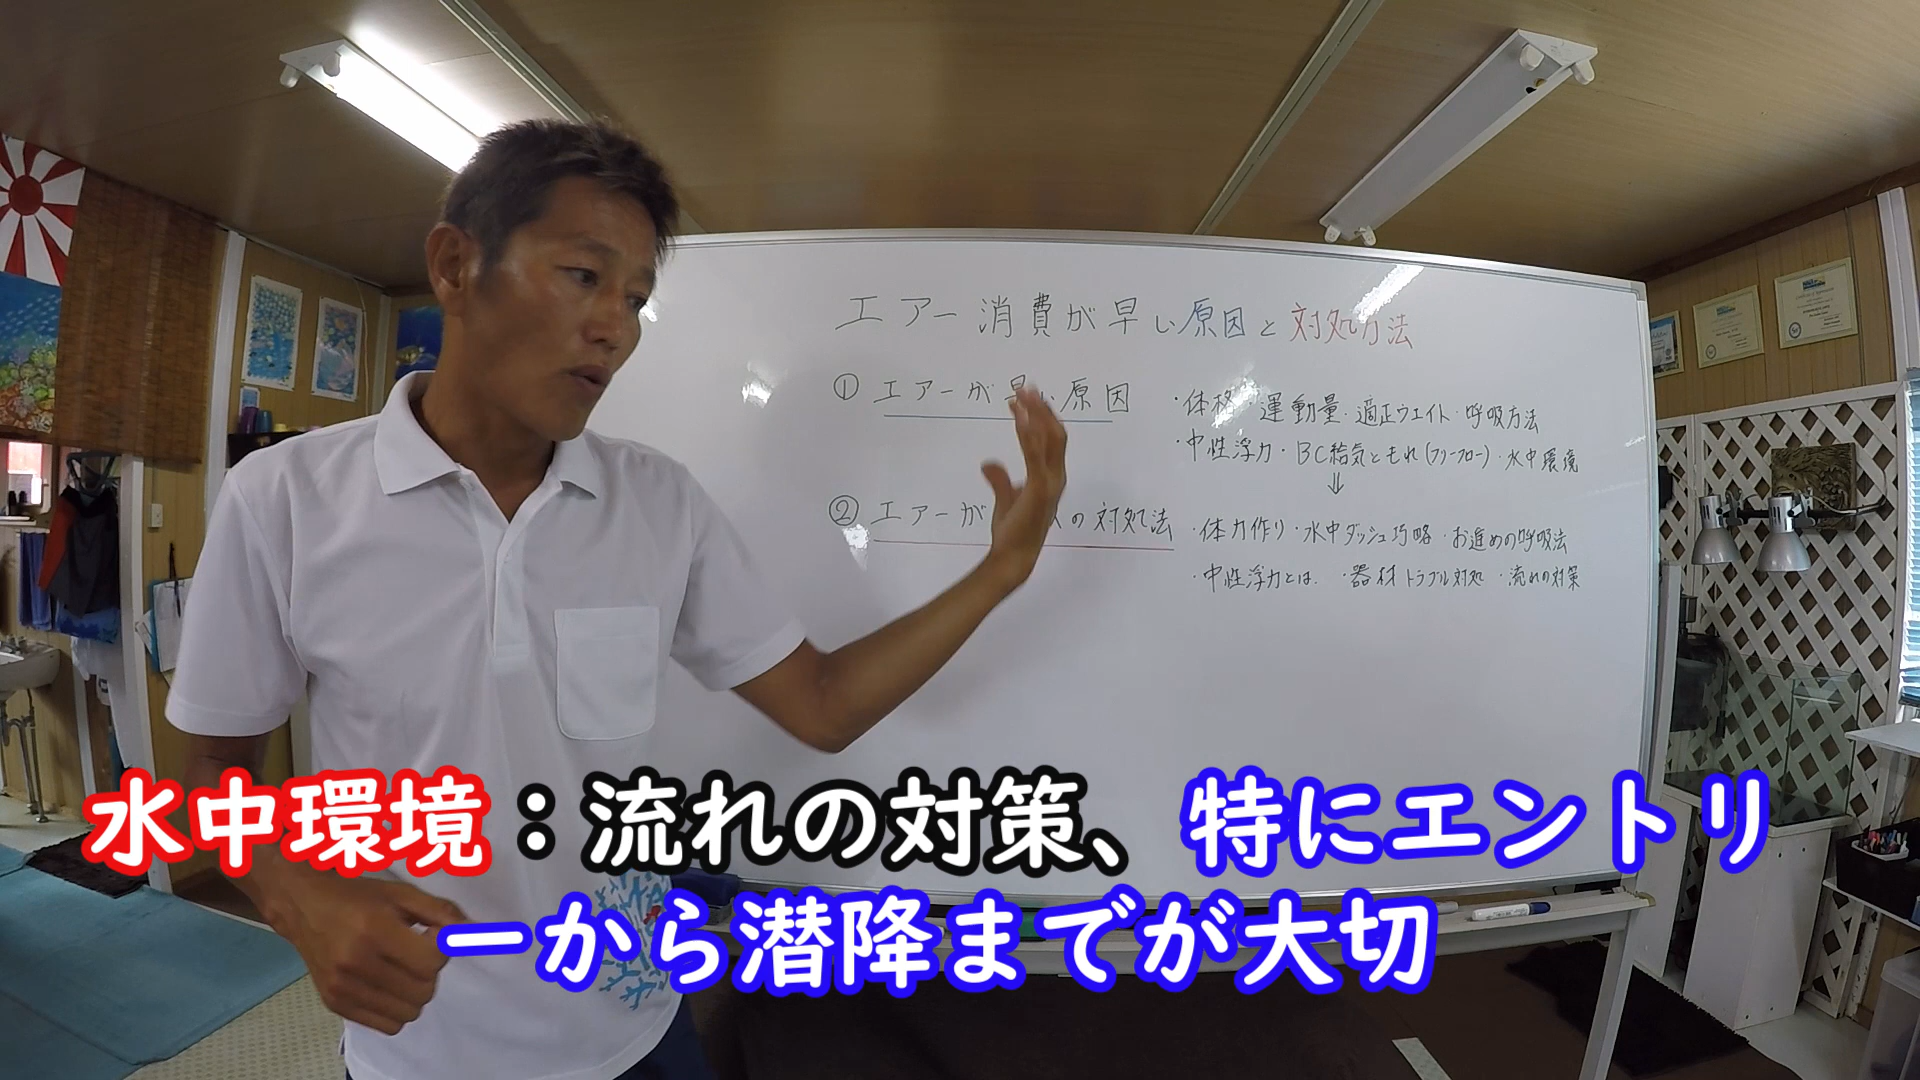 エアー消費が早い原因と対処方法
① エアーが早い原因
・体格・運動量・適正ウエイト・呼吸方法
・中性浮力・BC給気ともれ(フリーフロー)・水中環境
⇓
② エアーが の対処法
・体力作り・水中ダッシュ巧略・お進めの呼吸法
・中性浮力とは.・器材トラブル対処・流れの対策
水中環境：流れの対策、特にエントリ
ーから潜降までが大切